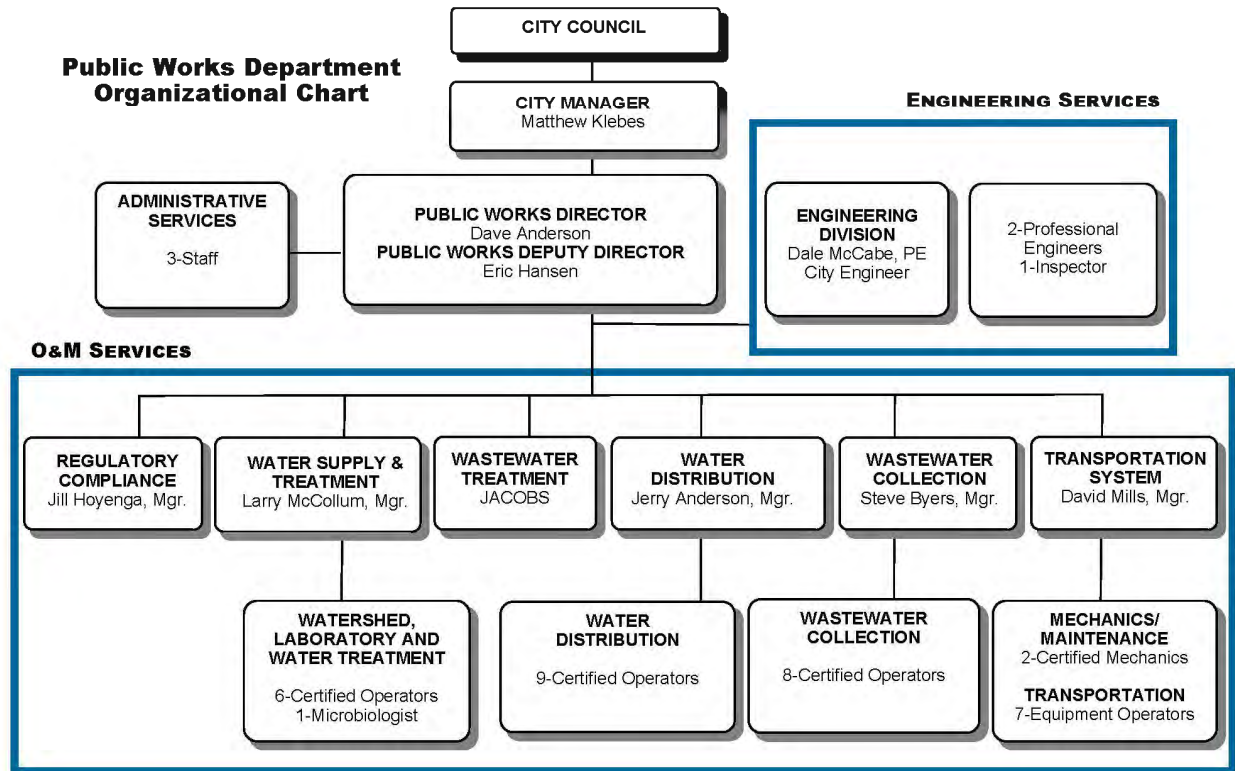 CITY COUNCIL
Public Works Department
Organizational Chart
CITY MANAGER
Matthew Klebes
ENGINEERING SERVICES
ADMINISTRATIVE
SERVICES
3-Staff
PUBLIC WORKS DIRECTOR
Dave Anderson
PUBLIC WORKS DEPUTY DIRECTOR
Eric Hansen
ENGINEERING
DIVISION
Dale McCabe, PE
City Engineer
2-Professional
Engineers
1-Inspector
O&M SERVICES
REGULATORY
COMPLIANCE
Jill Hoyenga, Mgr.
WATER SUPPLY &
TREATMENT
Larry McCollum, Mgr.
WASTEWATER
TREATMENT
JACOBS
WATER
DISTRIBUTION
Jerry Anderson, Mgr.
WASTEWATER
COLLECTION
Steve Byers, Mgr.
TRANSPORTATION
SYSTEM
David Mills, Mgr.
WATERSHED,
LABORATORY AND
WATER TREATMENT
6-Certified Operators
1-Microbiologist
WATER
DISTRIBUTION
9-Certified Operators
WASTEWATER
COLLECTION
8-Certified Operators
MECHANICS/
MAINTENANCE
2-Certified Mechanics
TRANSPORTATION
7-Equipment Operators